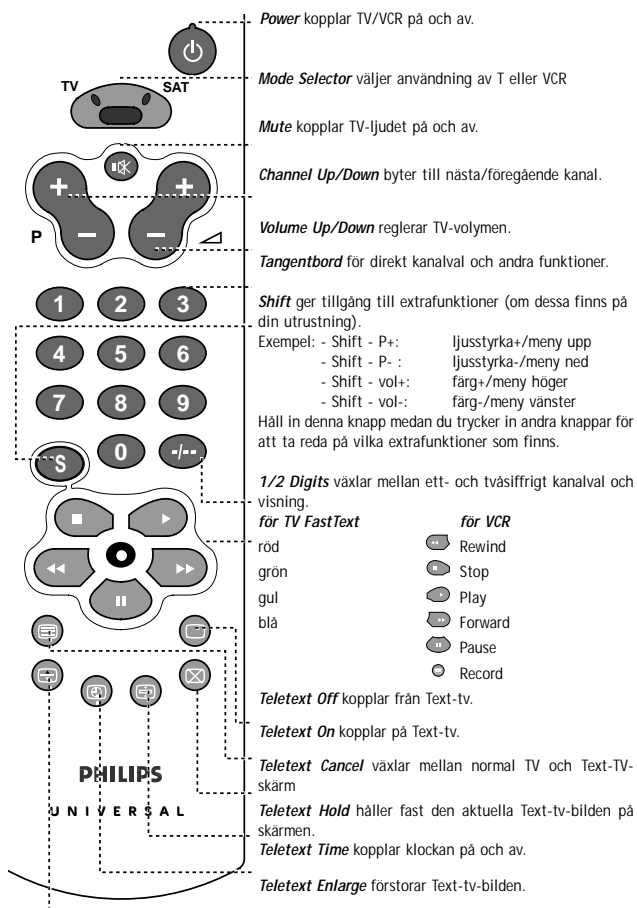 Power kopplar TV/VCR på och av.
TV
SAT
Mode Selector väljer användning av T eller VCR
Mute kopplar TV-ljudet på och av.
Channel Up/Down byter till nästa/föregående kanal.
P
Volume Up/Down reglerar TV-volymen.
Tangentbord för direkt kanalval och andra funktioner.
1 2 3
4 5 6
7 8 9
S 0 -/--
Shift ger tillgång till extrafunktioner (om dessa finns på
din utrustning).
Exempel: - Shift - P+: ljusstyrka+/meny upp
- Shift - P- : ljusstyrka-/meny ned
- Shift - vol+: färg+/meny höger
- Shift - vol-: färg-/meny vänster
Håll in denna knapp medan du trycker in andra knappar för
att ta reda på vilka extrafunktioner som finns.
1/2 Digits växlar mellan ett- och tvåsiffrigt kanalval och
visning.
för TV FastText för VCR
röd Rewind
grön Stop
gul Play
blå Forward
Pause
Record
Teletext Off kopplar från Text-tv.
Teletext On kopplar på Text-tv.
Teletext Cancel växlar mellan normal TV och Text-TV-
skärm
Teletext Hold håller fast den aktuella Text-tv-bilden på
skärmen.
Teletext Time kopplar klockan på och av.
Teletext Enlarge förstorar Text-tv-bilden.
PHILIPS
UNIVERSAL